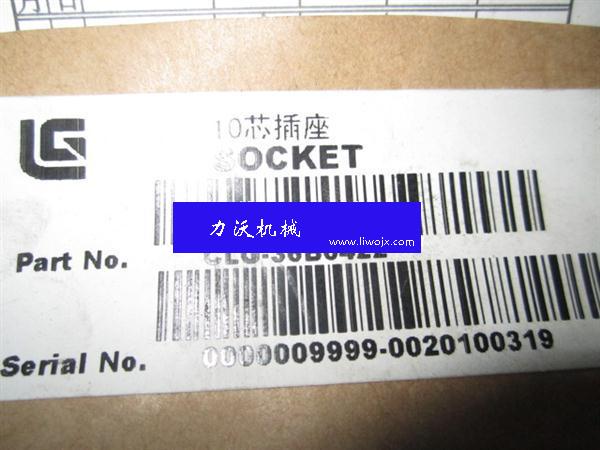 LG
10芯插座
SOCKET
力沃机械
www.liwojx.com
Part No.
Serial No. 0000009999-0020100319